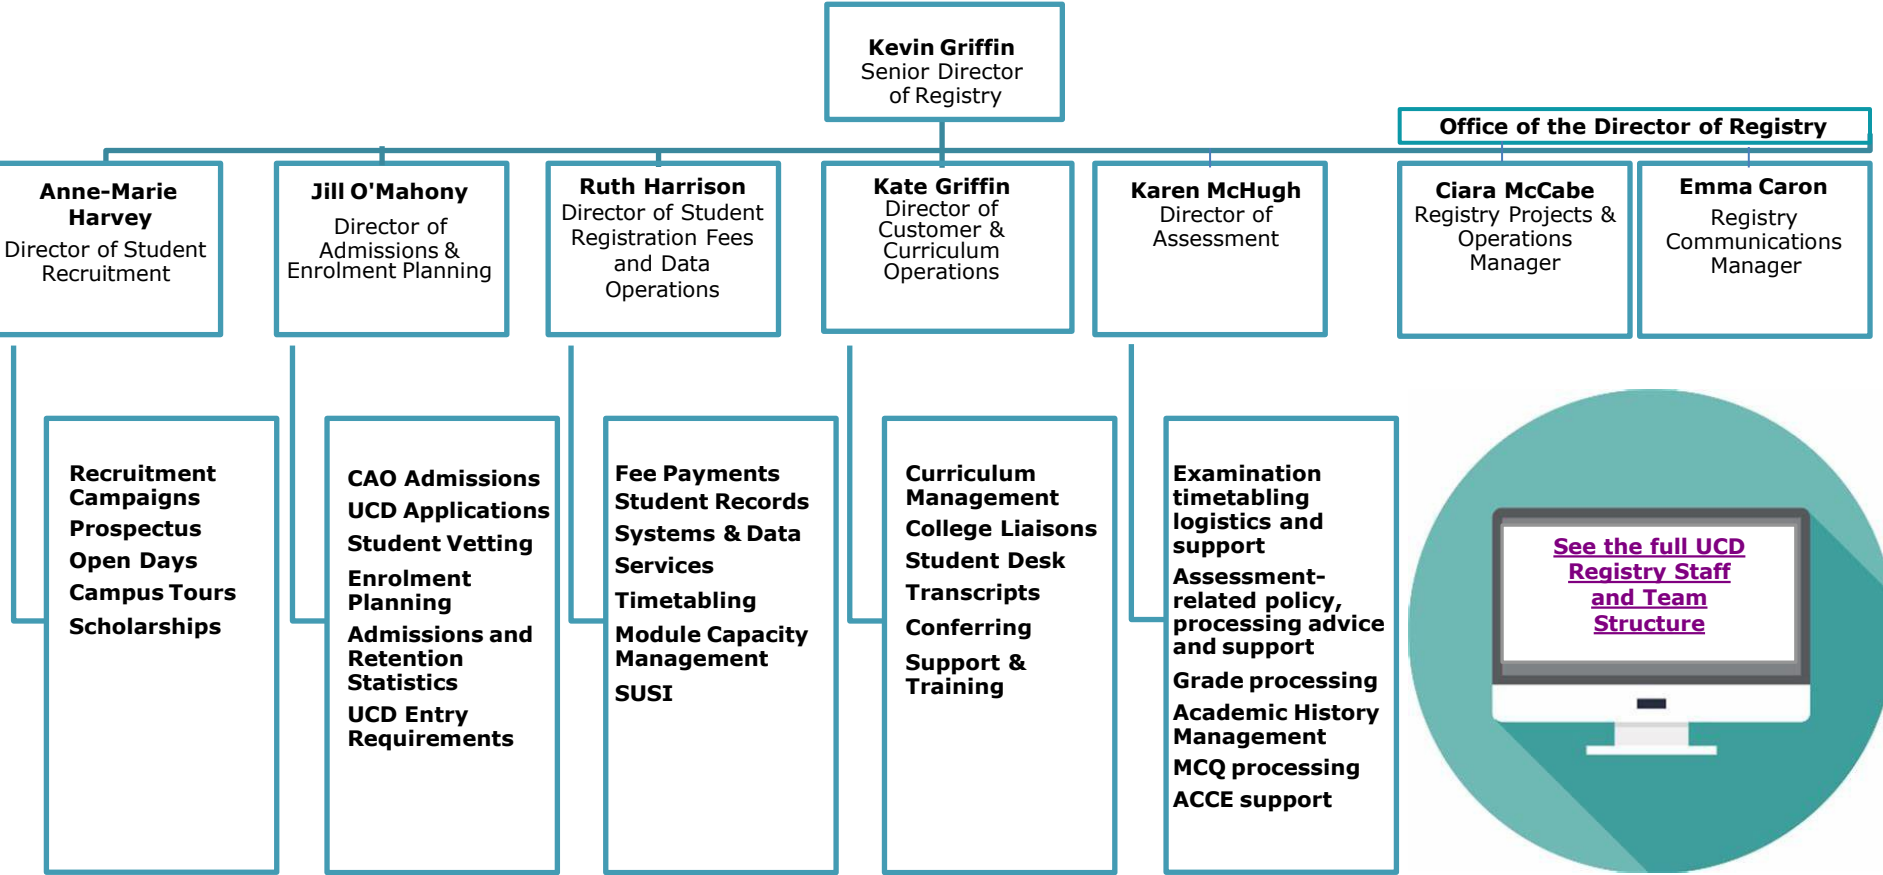 Kevin Griffin
Senior Director
of Registry
Office of the Director of Registry
Anne-Marie
Harvey
Director of Student
Recruitment
Jill O'Mahony
Director of
Admissions &
Enrolment Planning
Ruth Harrison
Director of Student
Registration Fees
and Data
Operations
Kate Griffin
Director of
Customer &
Curriculum
Operations
Karen McHugh
Director of
Assessment
Ciara McCabe
Registry Projects &
Operations
Manager
Emma Caron
Registry
Communications
Manager
Recruitment
Campaigns
Prospectus
Open Days
Campus Tours
Scholarships
CAO Admissions
UCD Applications
Student Vetting
Enrolment
Planning
Admissions and
Retention
Statistics
UCD Entry
Requirements
Fee Payments
Student Records
Systems & Data
Services
Timetabling
Module Capacity
Management
SUSI
Curriculum
Management
College Liaisons
Student Desk
Transcripts
Conferring
Support &
Training
Examination
timetabling
logistics and
support
Assessment-
related policy,
processing advice
and support
Grade processing
Academic History
Management
MCQ processing
ACCE support
See the full UCD
Registry Staff
and Team
Structure